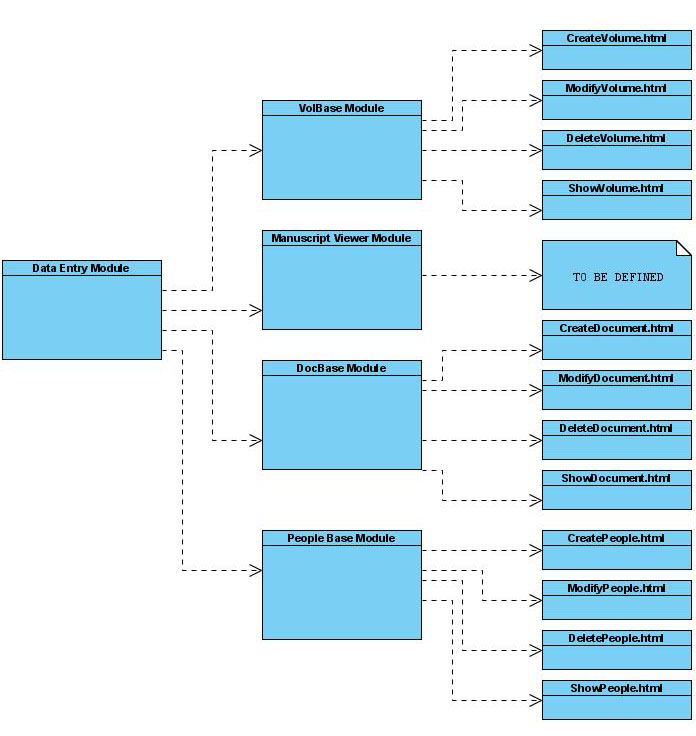 CreateVolume.html
ModifyVolume.html
VolBase Module
DeleteVolume.html
ShowVolume.html
Manuscript Viewer Module
Data Entry Module
TO BE DEFINED
CreateDocument.html
DocBase Module
ModifyDocument.html
DeleteDocument.html
ShowDocument.html
People Base Module
CreatePeople.html
ModifyPeople.html
DeletePeople.html
ShowPeople.html